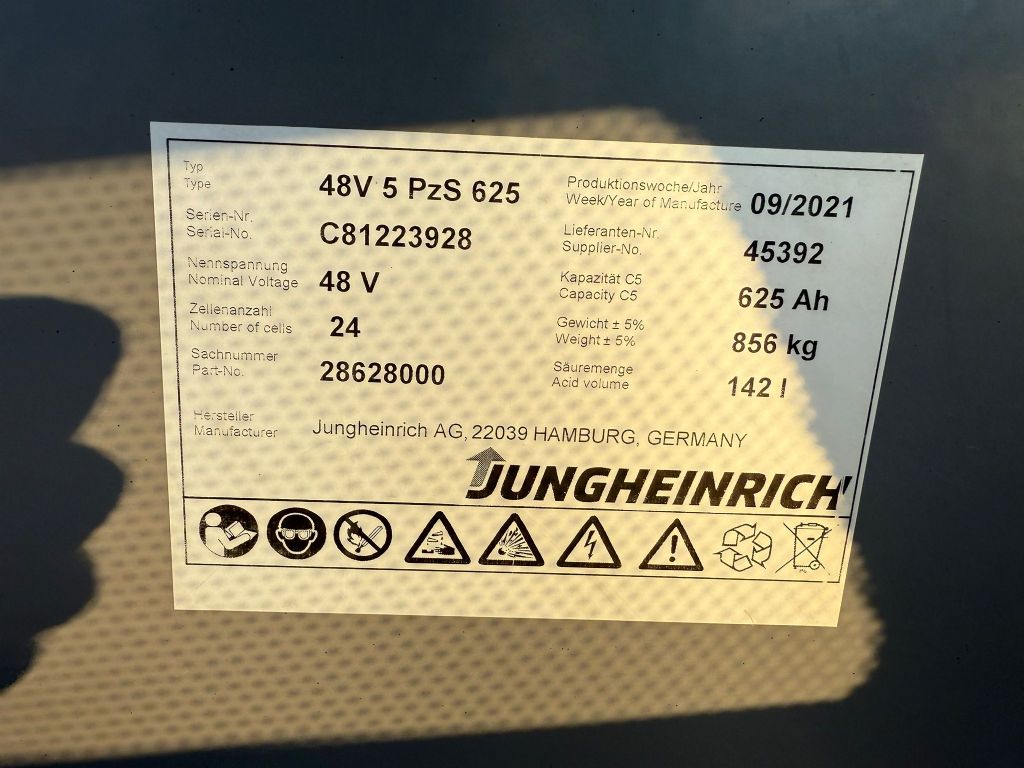 Typ
Type
48V 5 PzS 625
Produktionswoche/Jahr
Week/Year of Manufacture
09/2021
Serien-Nr.
Serial-No.
C81223928
Lieferanten-Nr.
Supplier-No.
45392
Nennspannung
Nominal Voltage
48 V
Kapazität C5
Capacity C5
625 Ah
Zellenanzahl
Number of cells
24
Gewicht ± 5%
Weight ± 5%
856 kg
Sachnummer
Part-No.
28628000
Säuremenge
Acid volume
142 l
Hersteller
Manufacturer
Jungheinrich AG, 22039 HAMBURG, GERMANY
JUNGHEINRICH